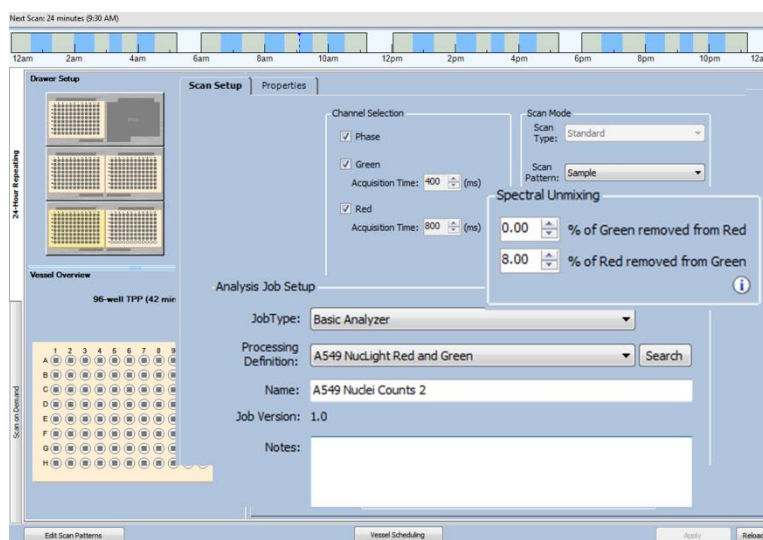 Next Scan: 24 minutes (9:30 AM)
12am 2am 4am 6am 8am 10am 12pm 2pm 4pm 6pm 8pm 10pm 12a
24-Hour Repeating
Scan on Demand
Drawer Setup
Vessel Overview
96-well TPP (42 min
1 2 3 4 5 6 7 8 9
A
B
C
D
E
F
G
H
Scan Setup Properties
Channel Selection
Phase
Green
Acquisition Time: 400 (ms)
Red
Acquisition Time: 800 (ms)
Scan Mode
Scan Type: Standard
Scan Pattern: Sample
Spectral Unmixing
0.00 % of Green removed from Red
8.00 % of Red removed from Green
Analysis Job Setup
JobType: Basic Analyzer
Processing Definition: A549 NucLight Red and Green Search
Name: A549 Nuclei Counts 2
Job Version: 1.0
Notes:
Edit Scan Patterns Vessel Scheduling Apply Reload